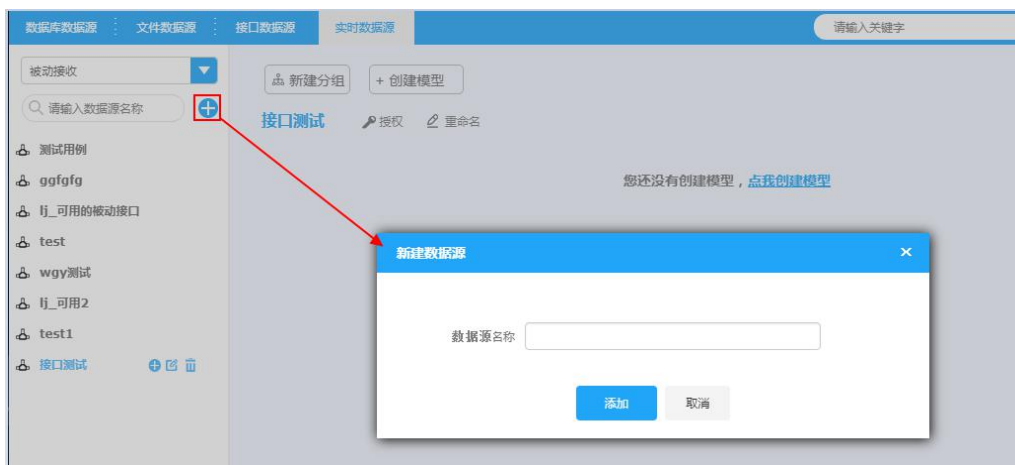 数据库数据源 文件数据源 接口数据源 实时数据源 请输入关键字
被动接收
新建分组 + 创建模型
请输入数据源名称
接口测试 授权 重命名
测试用例
您还没有创建模型，点我创建模型
ggfgfg
lj_可用的被动接口
test
新建数据源 ×
wgy测试
lj_可用2
test1
数据源名称
接口测试
添加 取消